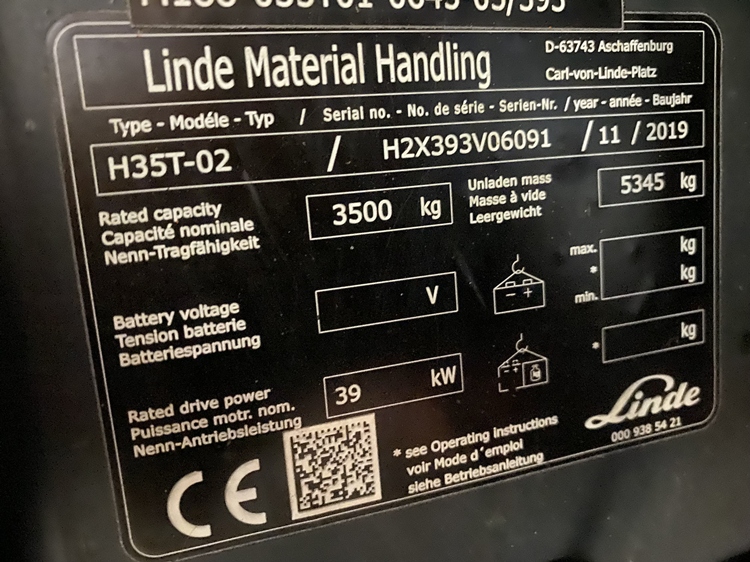 Linde Material Handling
D-63743 Aschaffenburg
Carl-von-Linde-Platz
Type - Modéle - Typ / Serial no. - No. de série - Serien-Nr. / year - année - Baujahr
H35T-02 / H2X393V06091 / 11 / 2019
Rated capacity
Capacité nominale
Nenn-Tragfähigkeit
3500 kg
Unladen mass
Masse à vide
Leergewicht
5345 kg
Battery voltage
Tension batterie
Batteriespannung
V
- +
max. kg
* kg
min.
* kg
Rated drive power
Puissance motr. nom.
Nenn-Antriebsleistung
39 kW
* see Operating instructions
voir Mode d´emploi
siehe Betriebsanleitung
Linde
000 938 54 21
CE